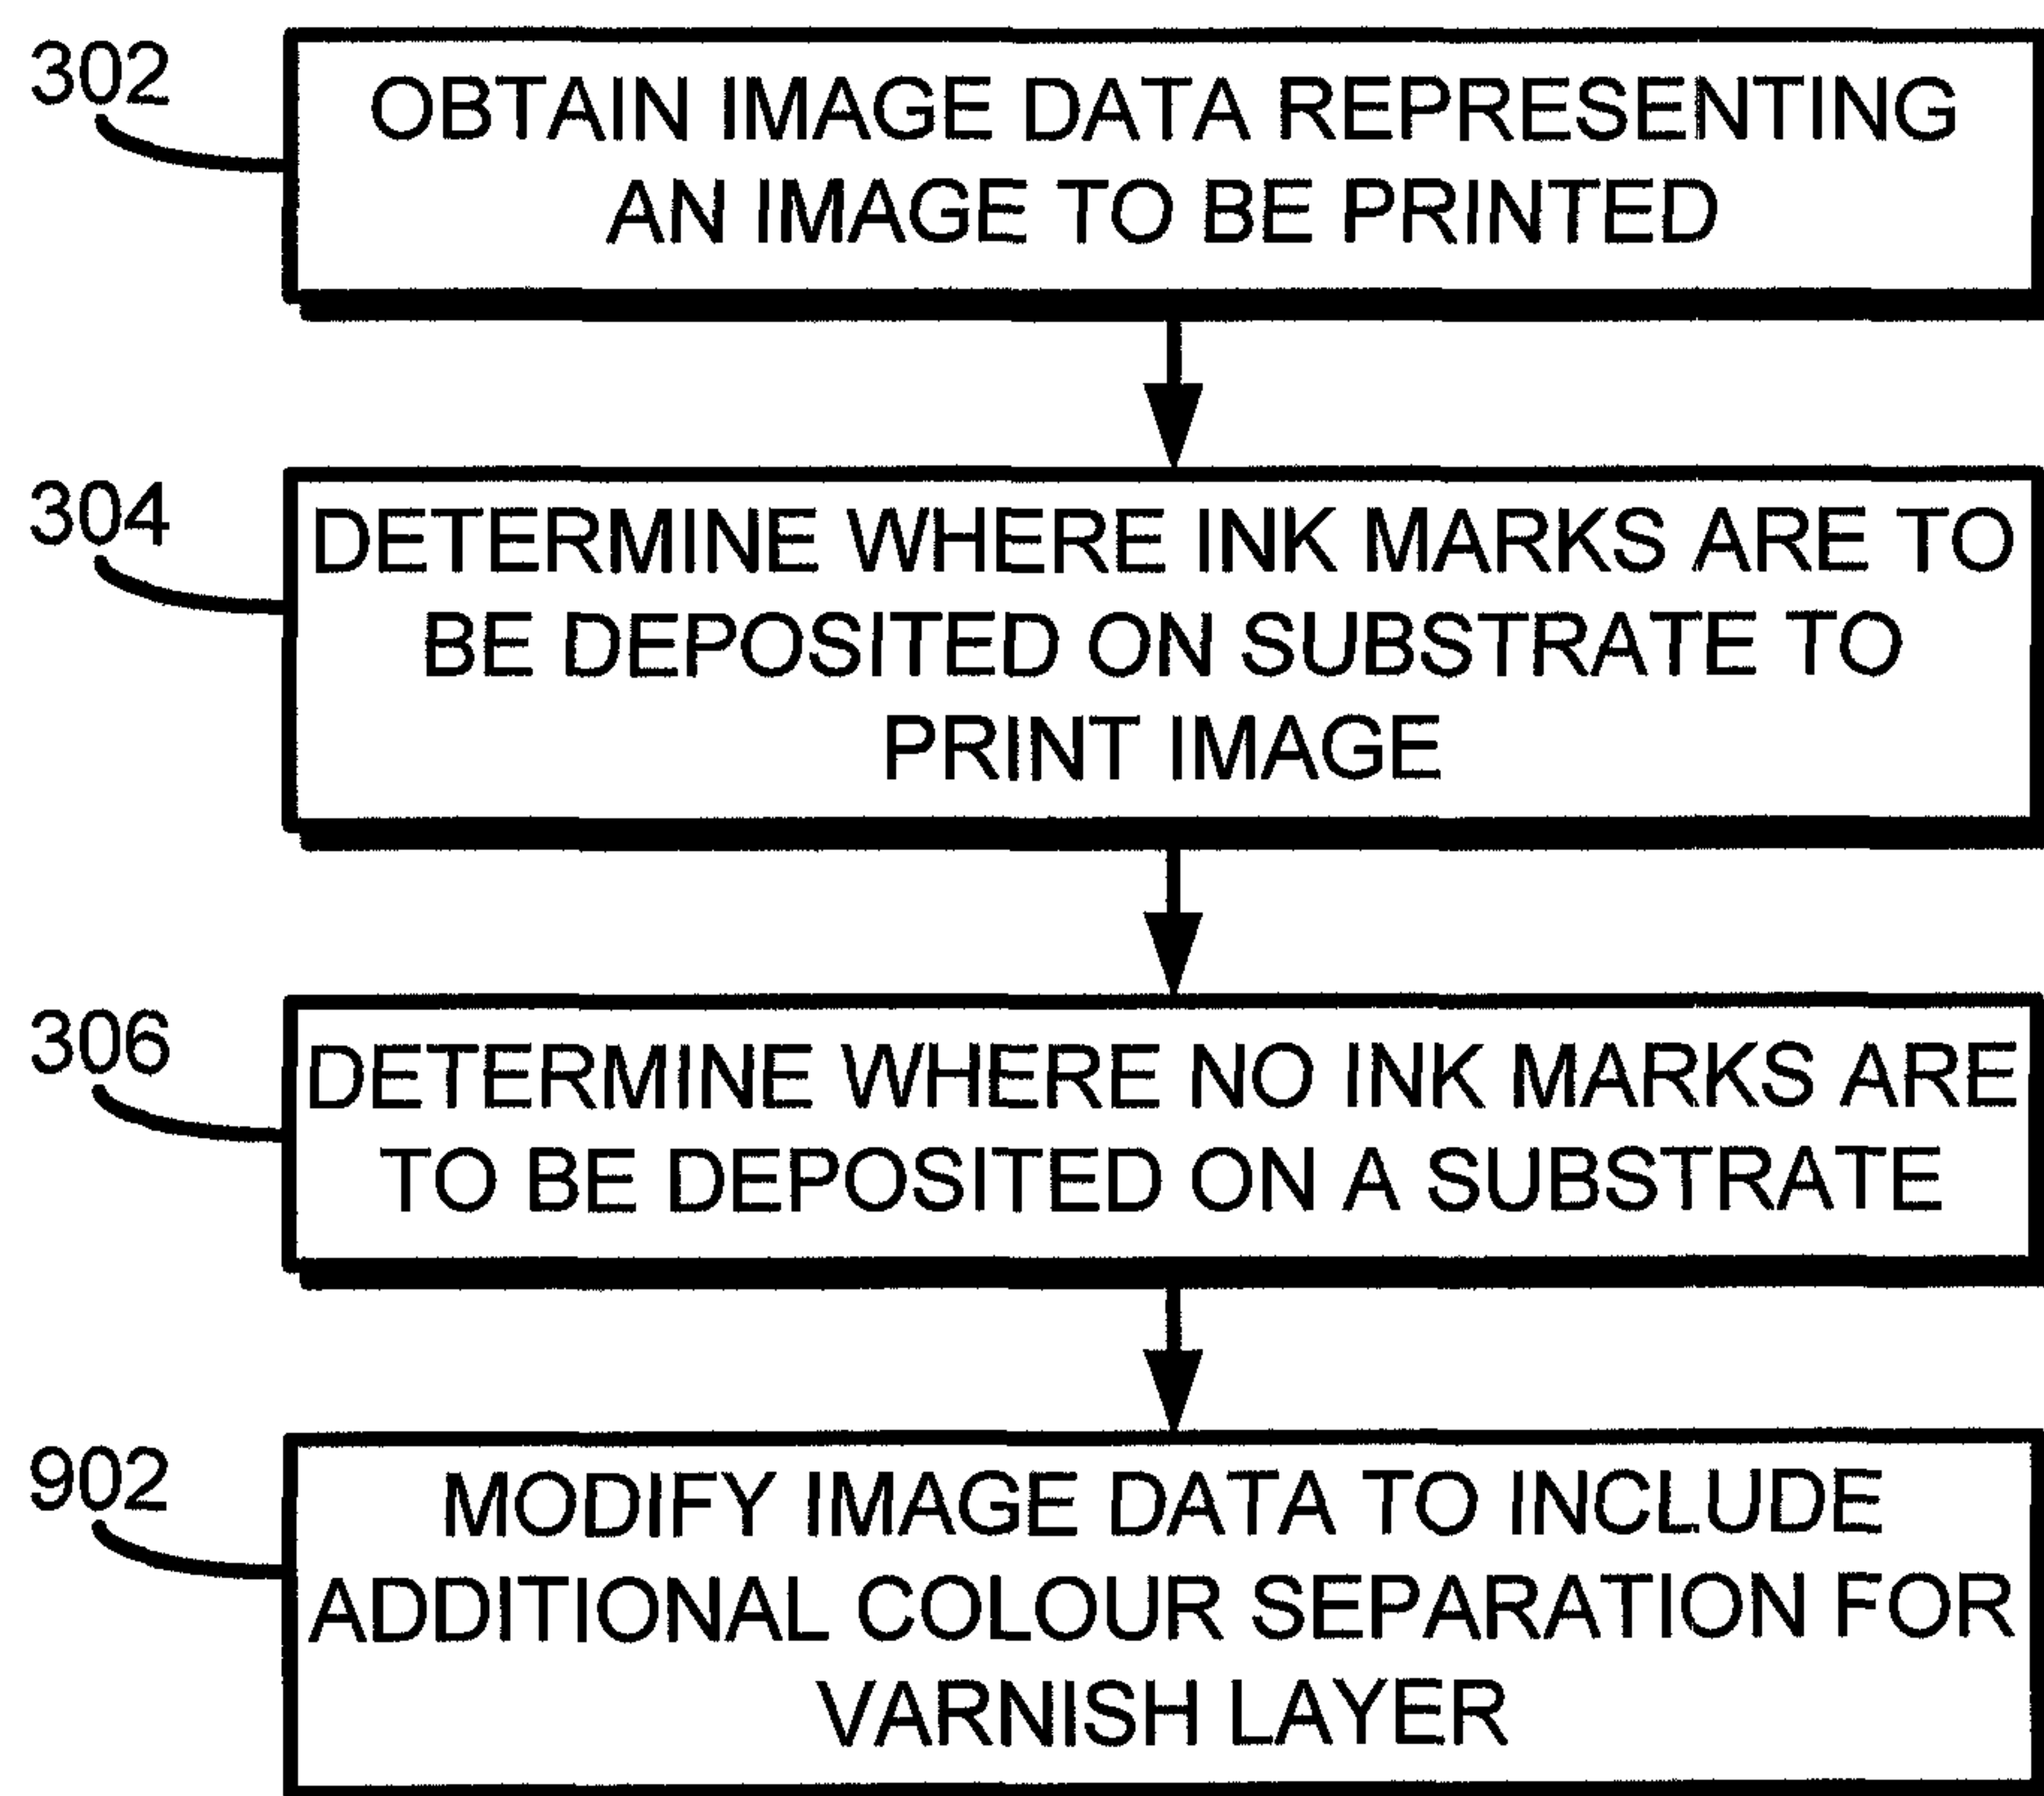 302
OBTAIN IMAGE DATA REPRESENTING
AN IMAGE TO BE PRINTED
304
DETERMINE WHERE INK MARKS ARE TO
BE DEPOSITED ON SUBSTRATE TO
PRINT IMAGE
306
DETERMINE WHERE NO INK MARKS ARE
TO BE DEPOSITED ON A SUBSTRATE
902
MODIFY IMAGE DATA TO INCLUDE
ADDITIONAL COLOUR SEPARATION FOR
VARNISH LAYER